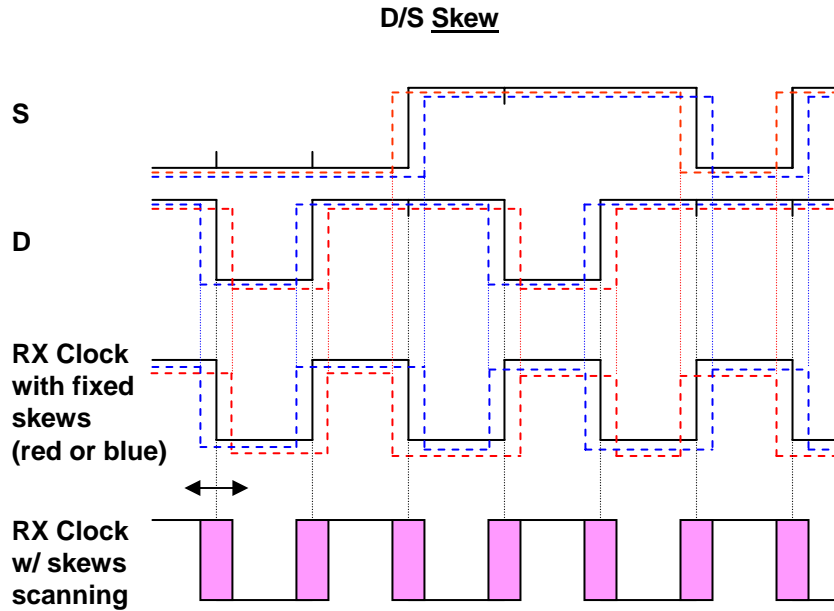 D/S Skew
S
D
RX Clock
with fixed
skews
(red or blue)
RX Clock
w/ skews
scanning